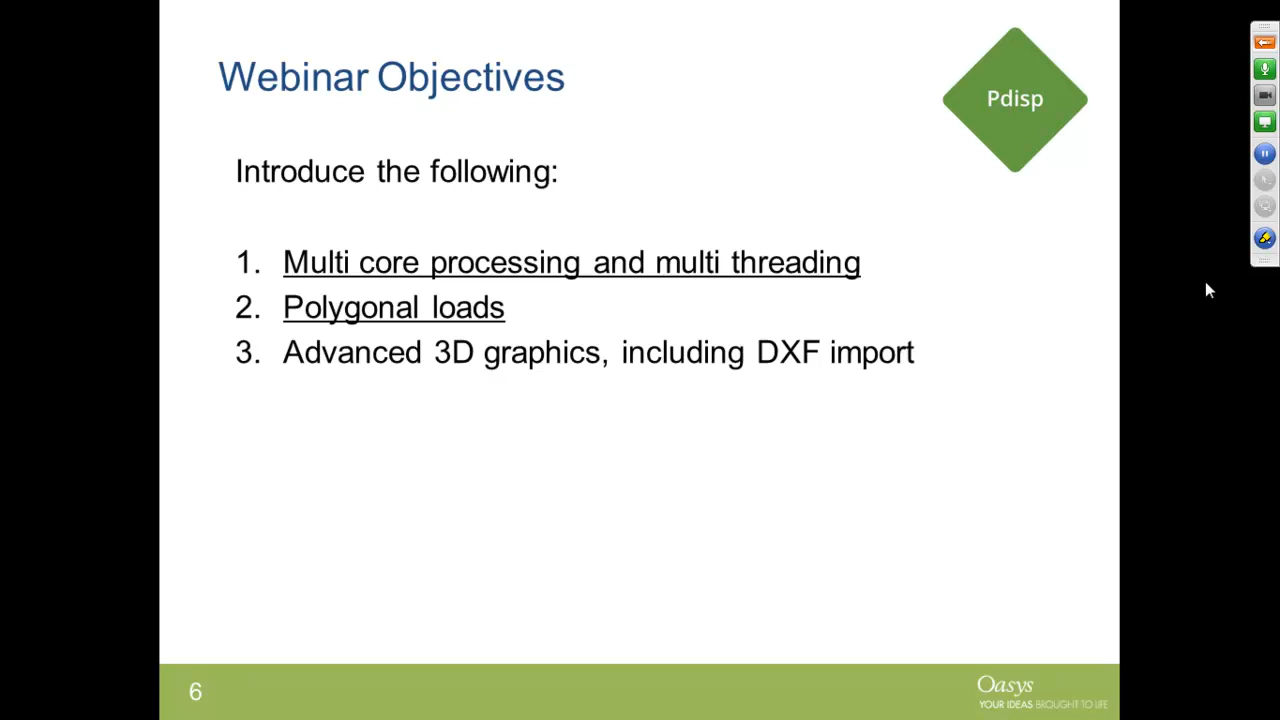 Webinar Objectives
Pdisp
Introduce the following:
1. Multi core processing and multi threading
2. Polygonal loads
3. Advanced 3D graphics, including DXF import
6
Oasys
YOUR IDEAS BROUGHT TO LIFE